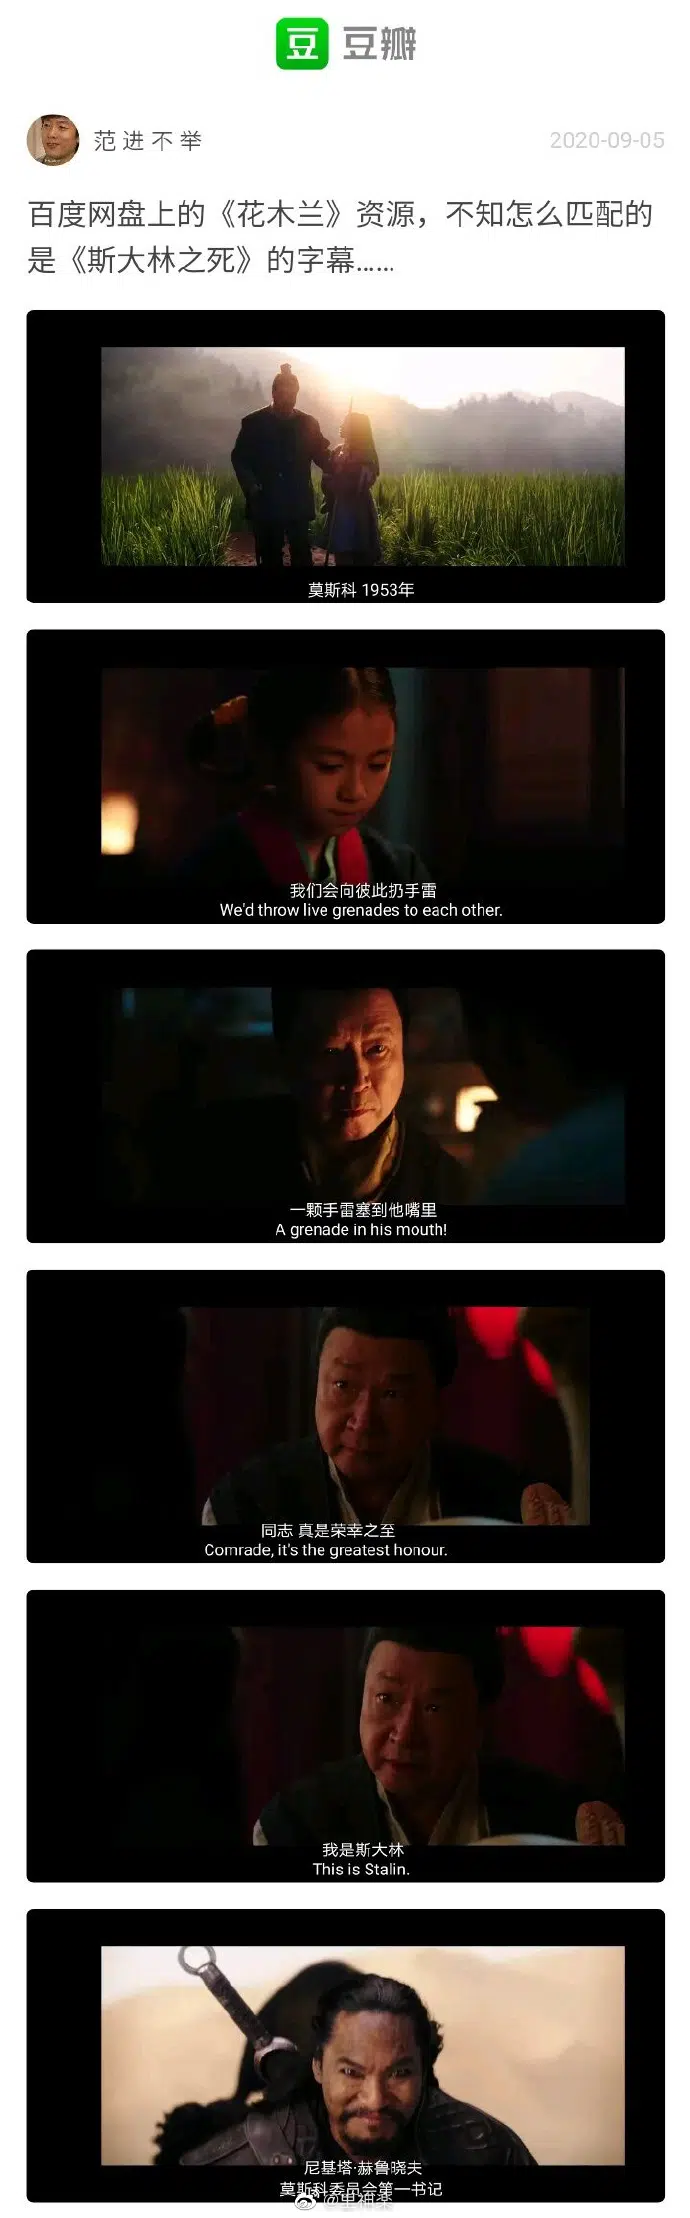 豆 豆瓣
范进不举
2020-09-05
百度网盘上的《花木兰》资源，不知怎么匹配的
是《斯大林之死》的字幕……
莫斯科 1953年
我们会向彼此扔手雷
We'd throw live grenades to each other.
一颗手雷塞到他嘴里
A grenade in his mouth!
同志 真是荣幸之至
Comrade, it's the greatest honour.
我是斯大林
This is Stalin.
尼基塔·赫鲁晓夫
莫斯科委员会第一书记